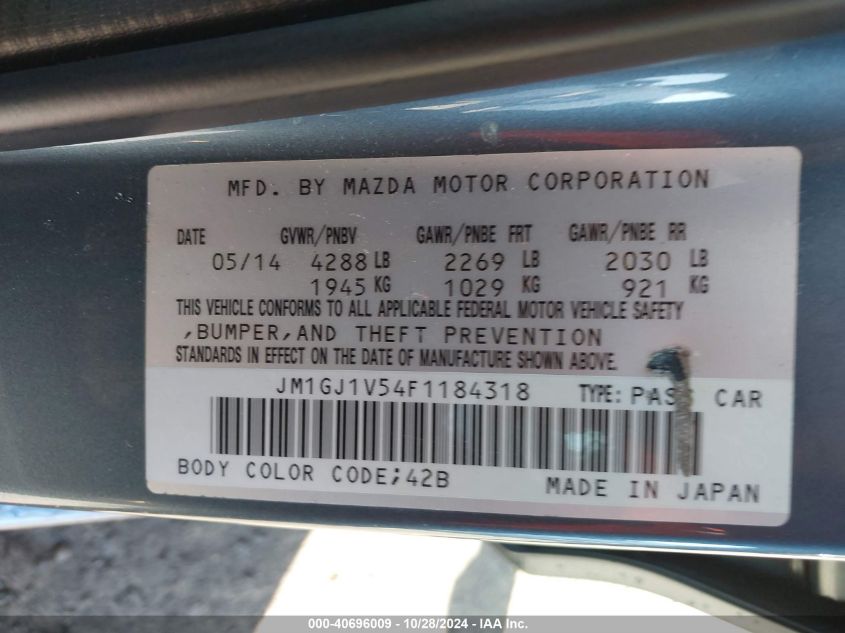 MFD. BY MAZDA MOTOR CORPORATION
DATE GVWR/PNBV GAWR/PNBE FRT GAWR/PNBE RR
05/14 4288 LB 2269 LB 2030 LB
1945 KG 1029 KG 921 KG
THIS VEHICLE CONFORMS TO ALL APPLICABLE FEDERAL MOTOR VEHICLE SAFETY
,BUMPER,AND THEFT PREVENTION
STANDARDS IN EFFECT ON THE DATE OF MANUFACTURE SHOWN ABOVE.
JM1GJ1V54F1184318 TYPE: PASS CAR
BODY COLOR CODE;42B
MADE IN JAPAN
000-40696009 - 10/28/2024 - IAA Inc.